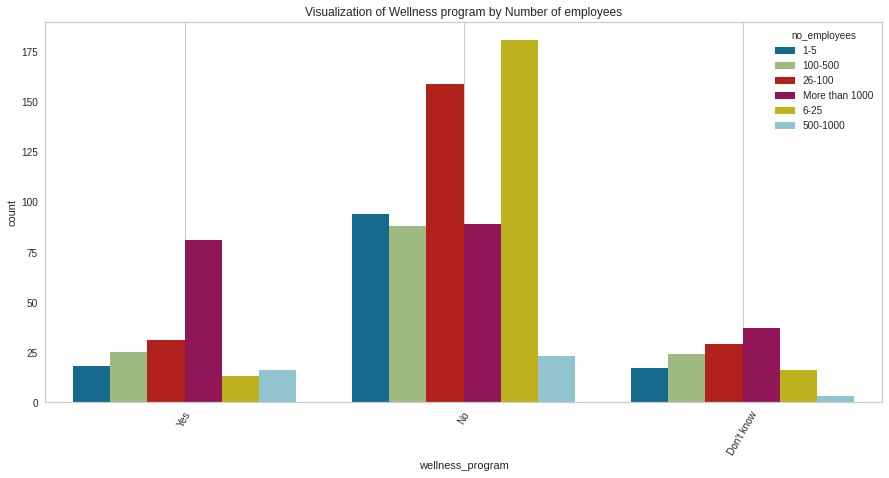 Visualization of Wellness program by Number of employees
no_employees
1-5
100-500
26-100
More than 1000
6-25
500-1000
175
150
125
100
75
50
25
0
count
Yes
No
Don't know
wellness_program